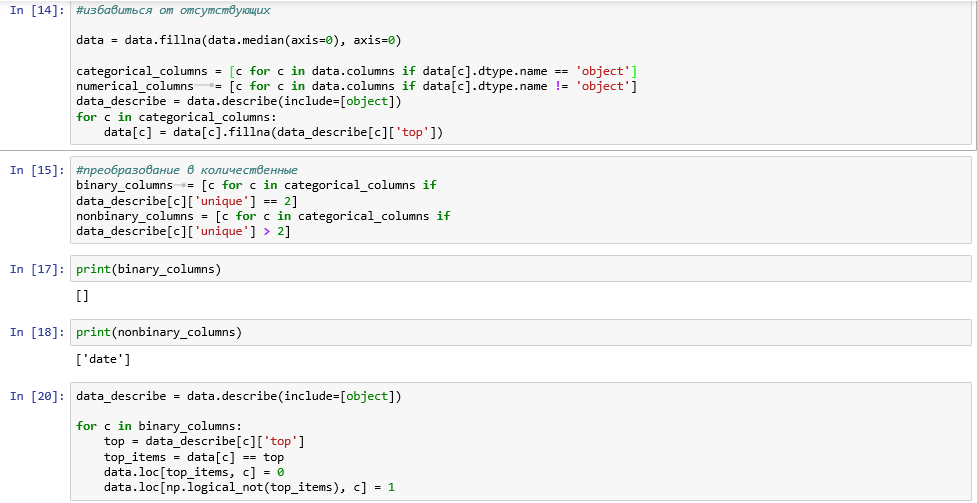 In [14]: #избавиться от отсутствующих
data = data.fillna(data.median(axis=0), axis=0)
categorical_columns = [c for c in data.columns if data[c].dtype.name == 'object']
numerical_columns = [c for c in data.columns if data[c].dtype.name != 'object']
data_describe = data.describe(include=[object])
for c in categorical_columns:
    data[c] = data[c].fillna(data_describe[c]['top'])
In [15]: #преобразование в количественные
binary_columns = [c for c in categorical_columns if
data_describe[c]['unique'] == 2]
nonbinary_columns = [c for c in categorical_columns if
data_describe[c]['unique'] > 2]
In [17]: print(binary_columns)
[]
In [18]: print(nonbinary_columns)
['date']
In [20]: data_describe = data.describe(include=[object])
for c in binary_columns:
    top = data_describe[c]['top']
    top_items = data[c] == top
    data.loc[top_items, c] = 0
    data.loc[np.logical_not(top_items), c] = 1